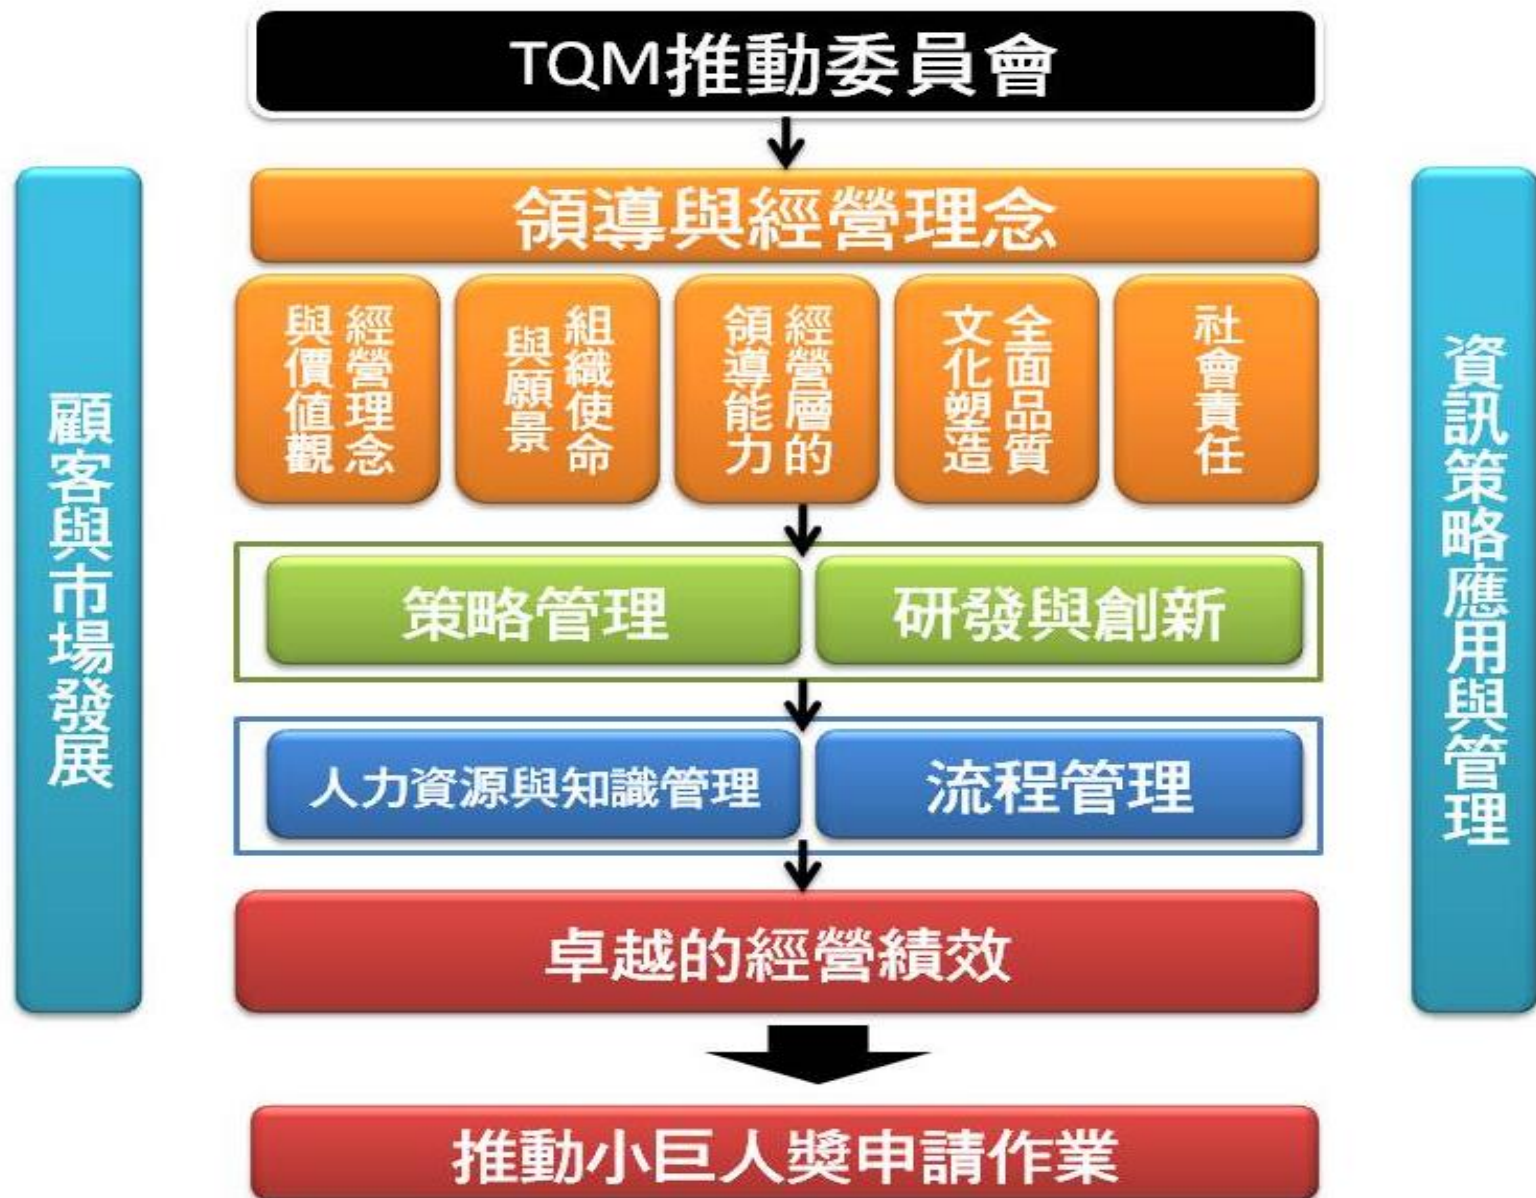 TQM推動委員會
領導與經營理念
經營理念
與價值觀
組織使命
與願景
經營層的
領導能力
全面品質
文化塑造
社會責任
顧客與市場發展
資訊策略應用與管理
策略管理
研發與創新
人力資源與知識管理
流程管理
卓越的經營績效
推動小巨人獎申請作業